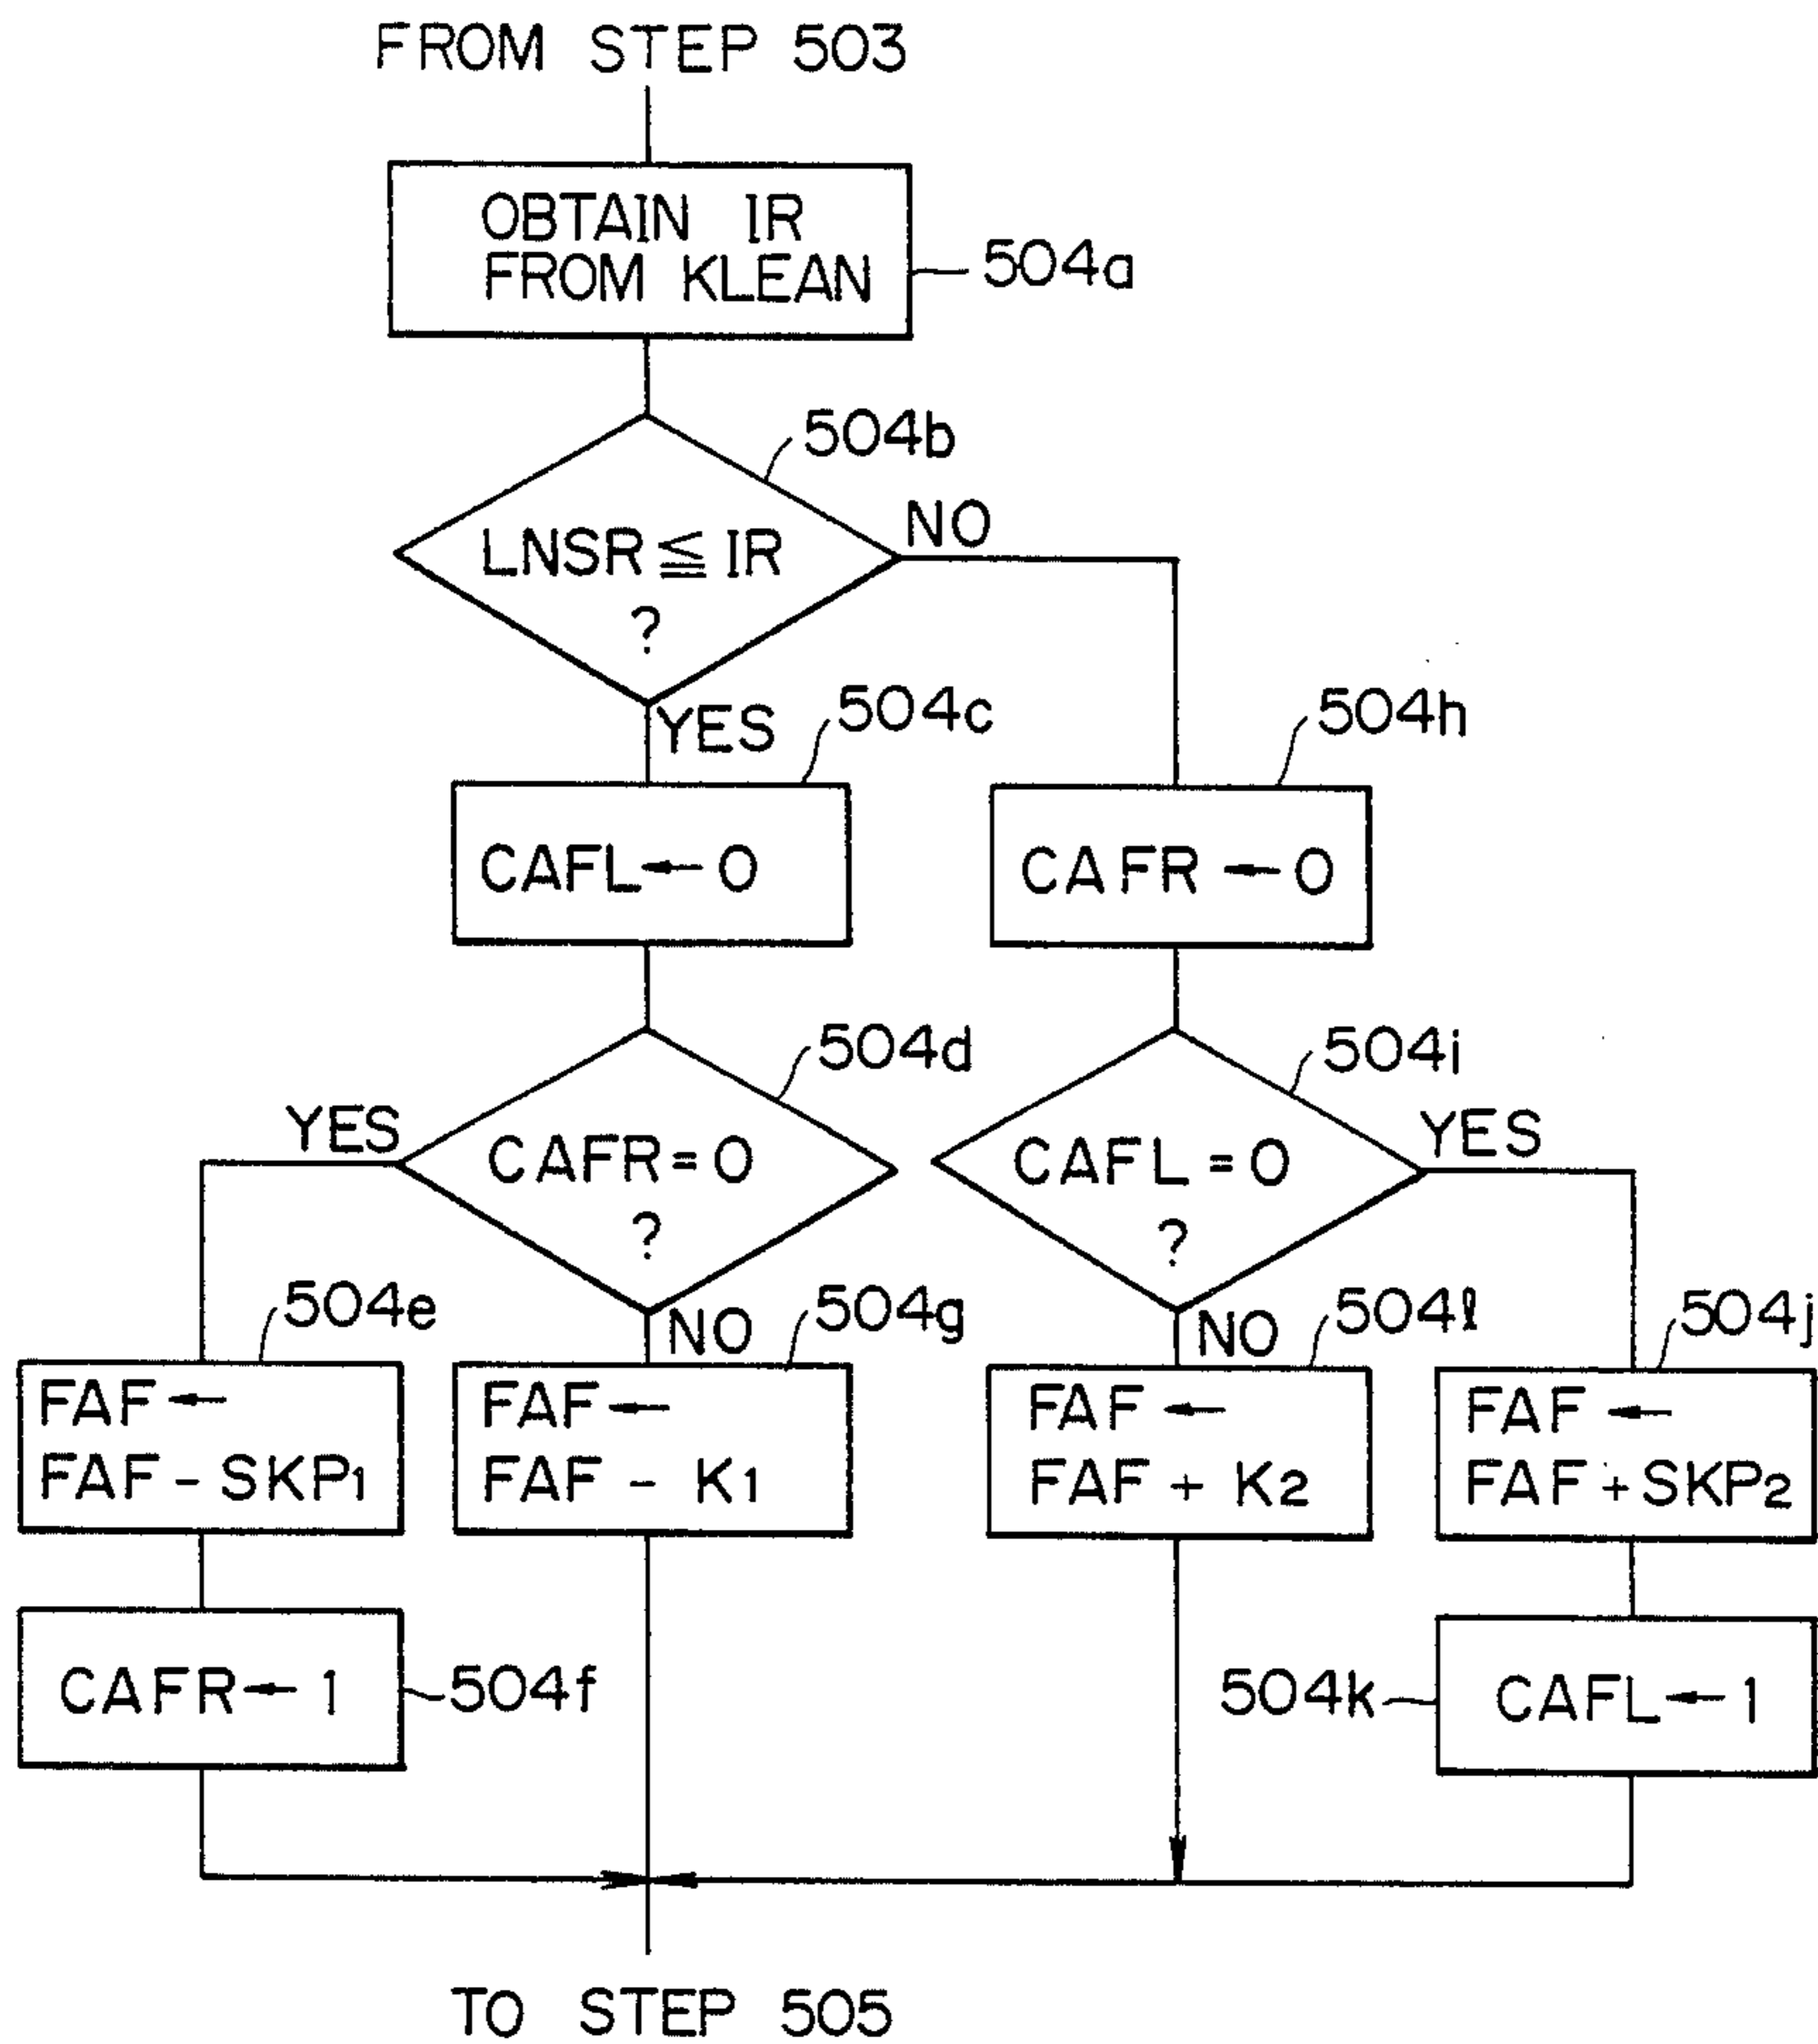 FROM STEP 503
OBTAIN IR
FROM KLEAN
504a
504b
LNSR ≦ IR
?
NO
YES
504c
504h
CAFL ← 0
CAFR ← 0
504d
504i
YES
CAFR = 0
?
CAFL = 0
?
YES
504e
NO
504g
NO
504l
504j
FAF ←
FAF - SKP1
FAF ←
FAF - K1
FAF ←
FAF + K2
FAF ←
FAF + SKP2
CAFR ← 1
504f
504k
CAFL ← 1
TO STEP 505